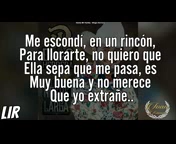 Me escondi, en un rincón,
Para llorarte, no quiero que
Ella sepa que me pasa, es
Muy buena y no merece
Que yo extrañe..
LIR